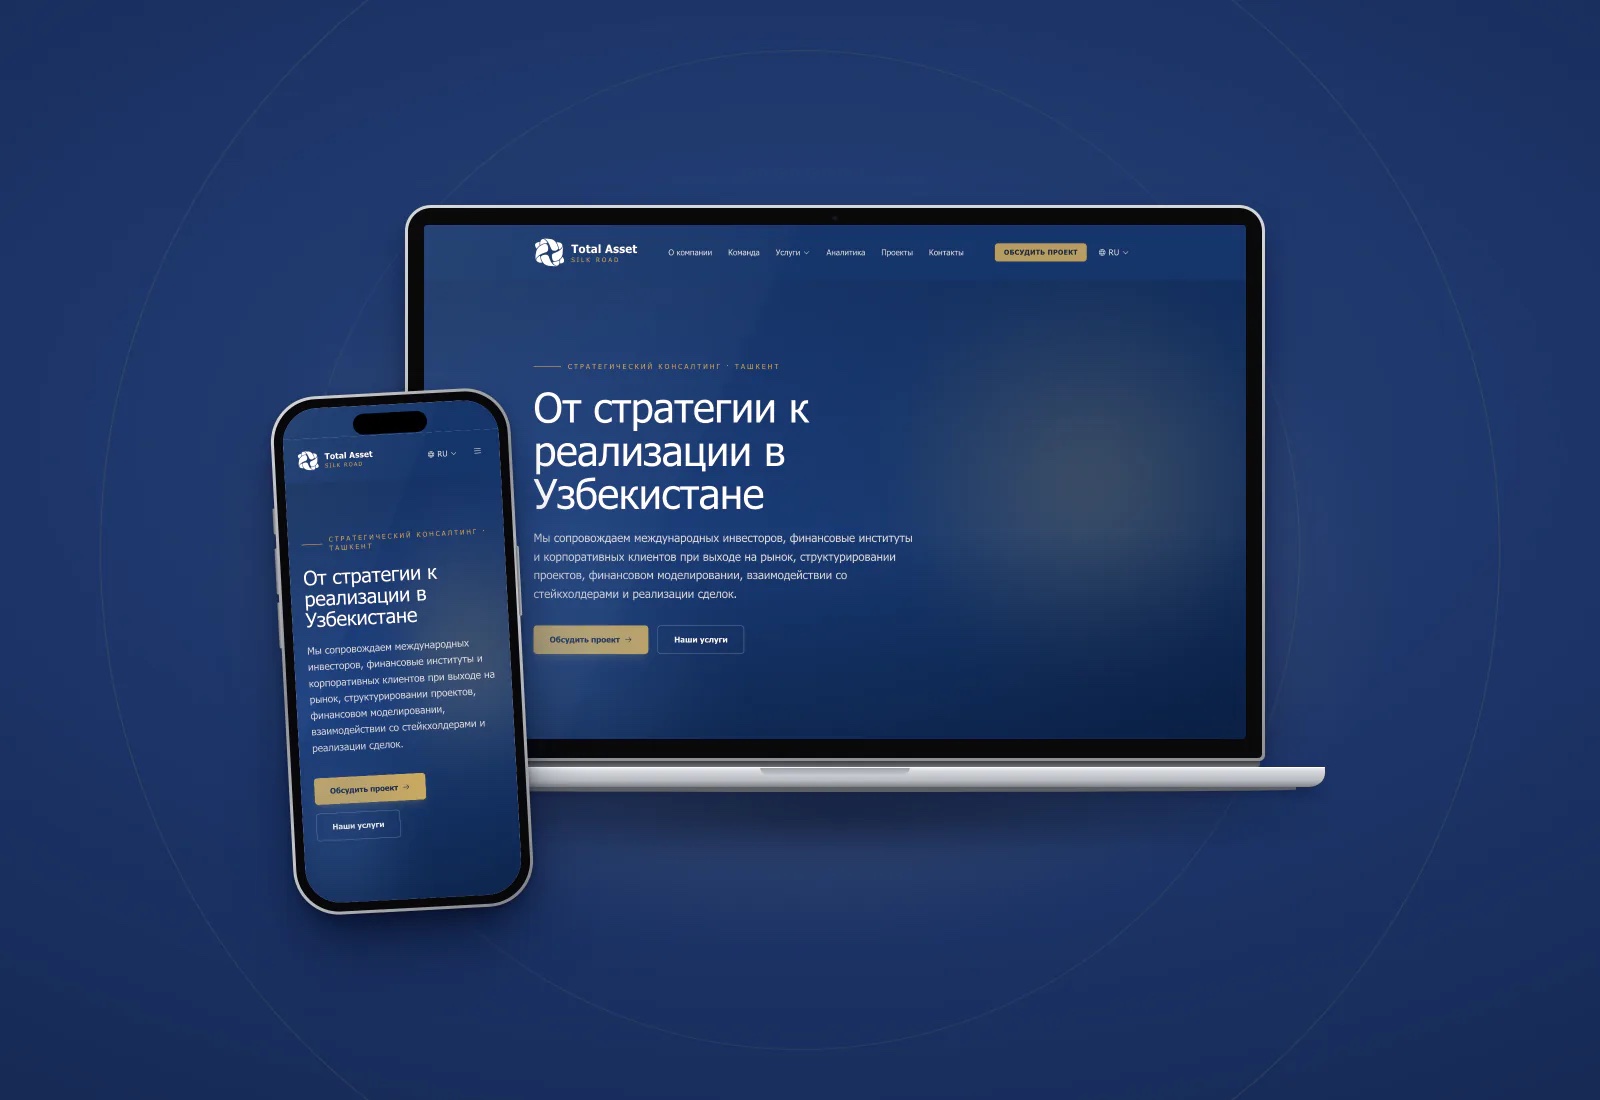 Total Asset
SILK ROAD
О компании Команда Услуги Аналитика Проекты Контакты
ОБСУДИТЬ ПРОЕКТ
RU
СТРАТЕГИЧЕСКИЙ КОНСАЛТИНГ · ТАШКЕНТ
От стратегии к
реализации в
Узбекистане
Мы сопровождаем международных инвесторов, финансовые институты
и корпоративных клиентов при выходе на рынок, структурировании
проектов, финансовом моделировании, взаимодействии со
стейкхолдерами и реализации сделок.
Обсудить проект →
Наши услуги
Total Asset
SILK ROAD
RU
СТРАТЕГИЧЕСКИЙ КОНСАЛТИНГ ·
ТАШКЕНТ
От стратегии к
реализации в
Узбекистане
Мы сопровождаем международных
инвесторов, финансовые институты и
корпоративных клиентов при выходе на
рынок, структурировании проектов,
финансовом моделировании,
взаимодействии со стейкхолдерами и
реализации сделок.
Обсудить проект →
Наши услуги